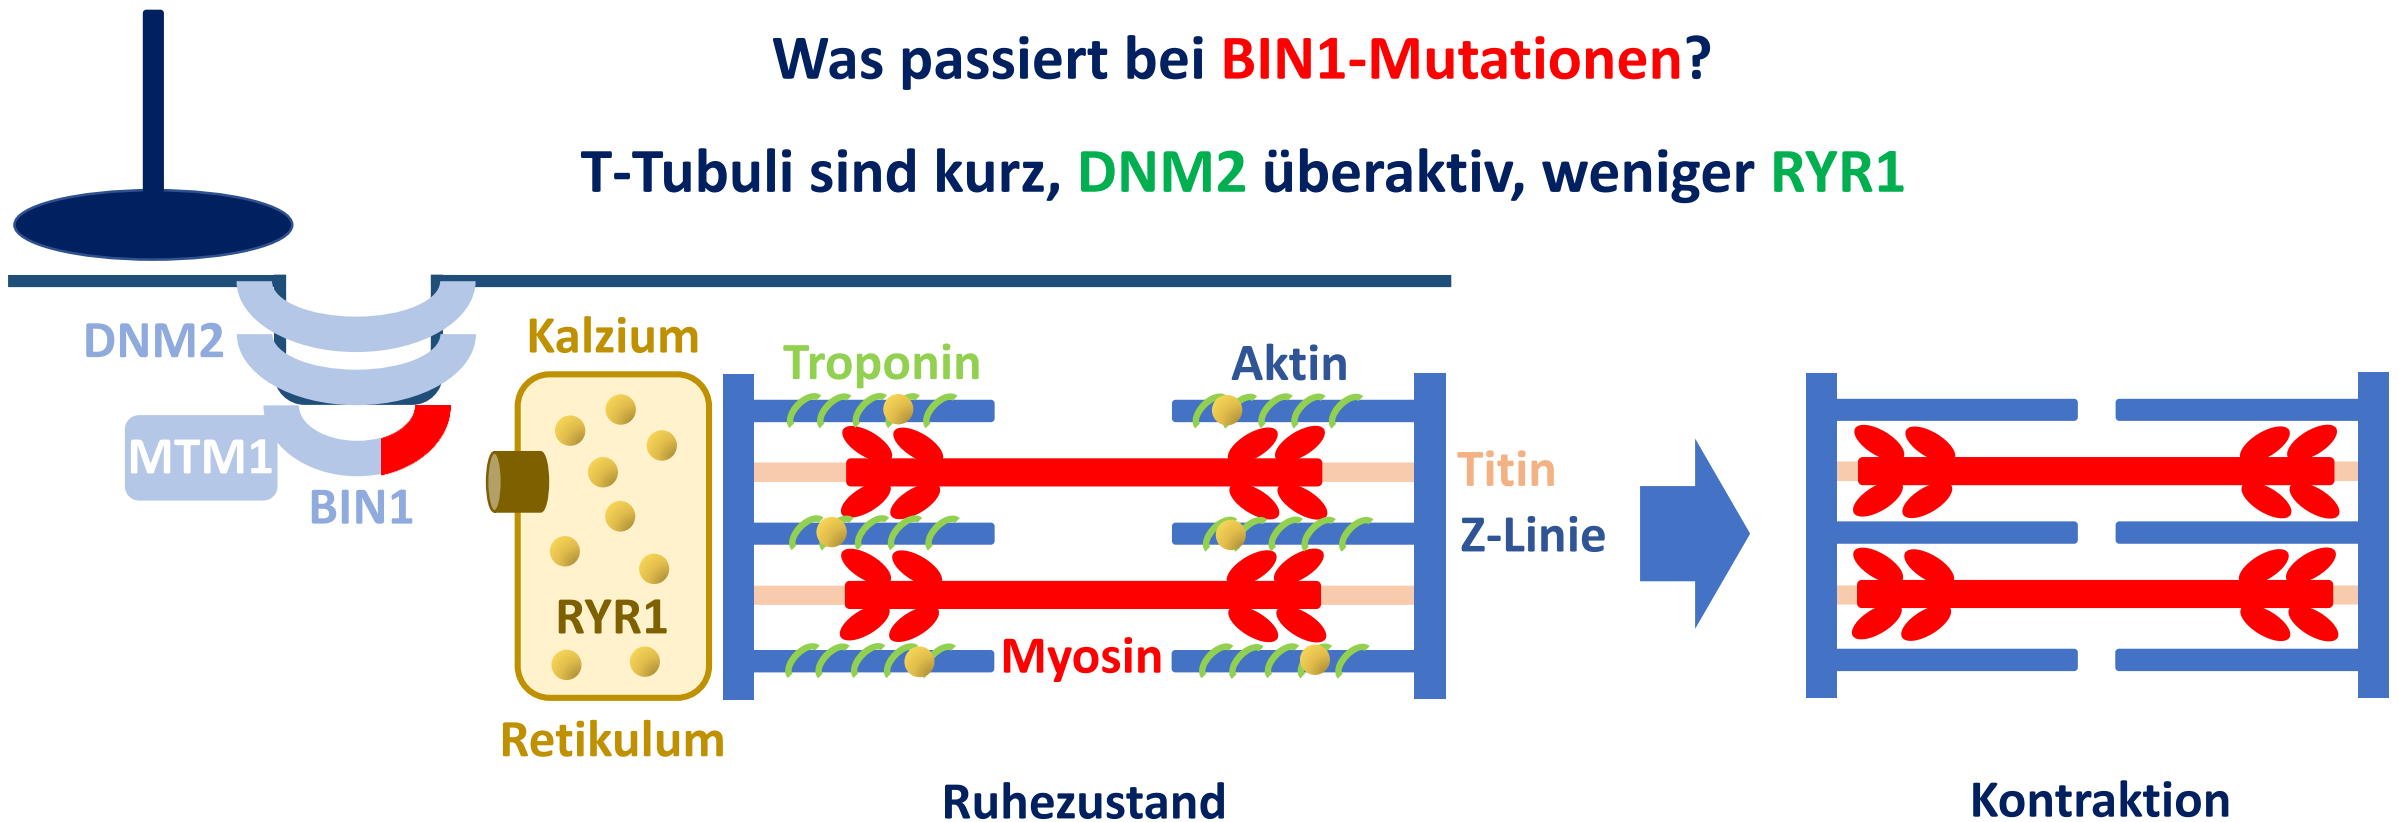 Was passiert bei BIN1-Mutationen?
T-Tubuli sind kurz, DNM2 überaktiv, weniger RYR1
DNM2
MTM1
BIN1
Kalzium
RYR1
Retikulum
Troponin
Aktin
Titin
Z-Linie
Myosin
Ruhezustand
Kontraktion